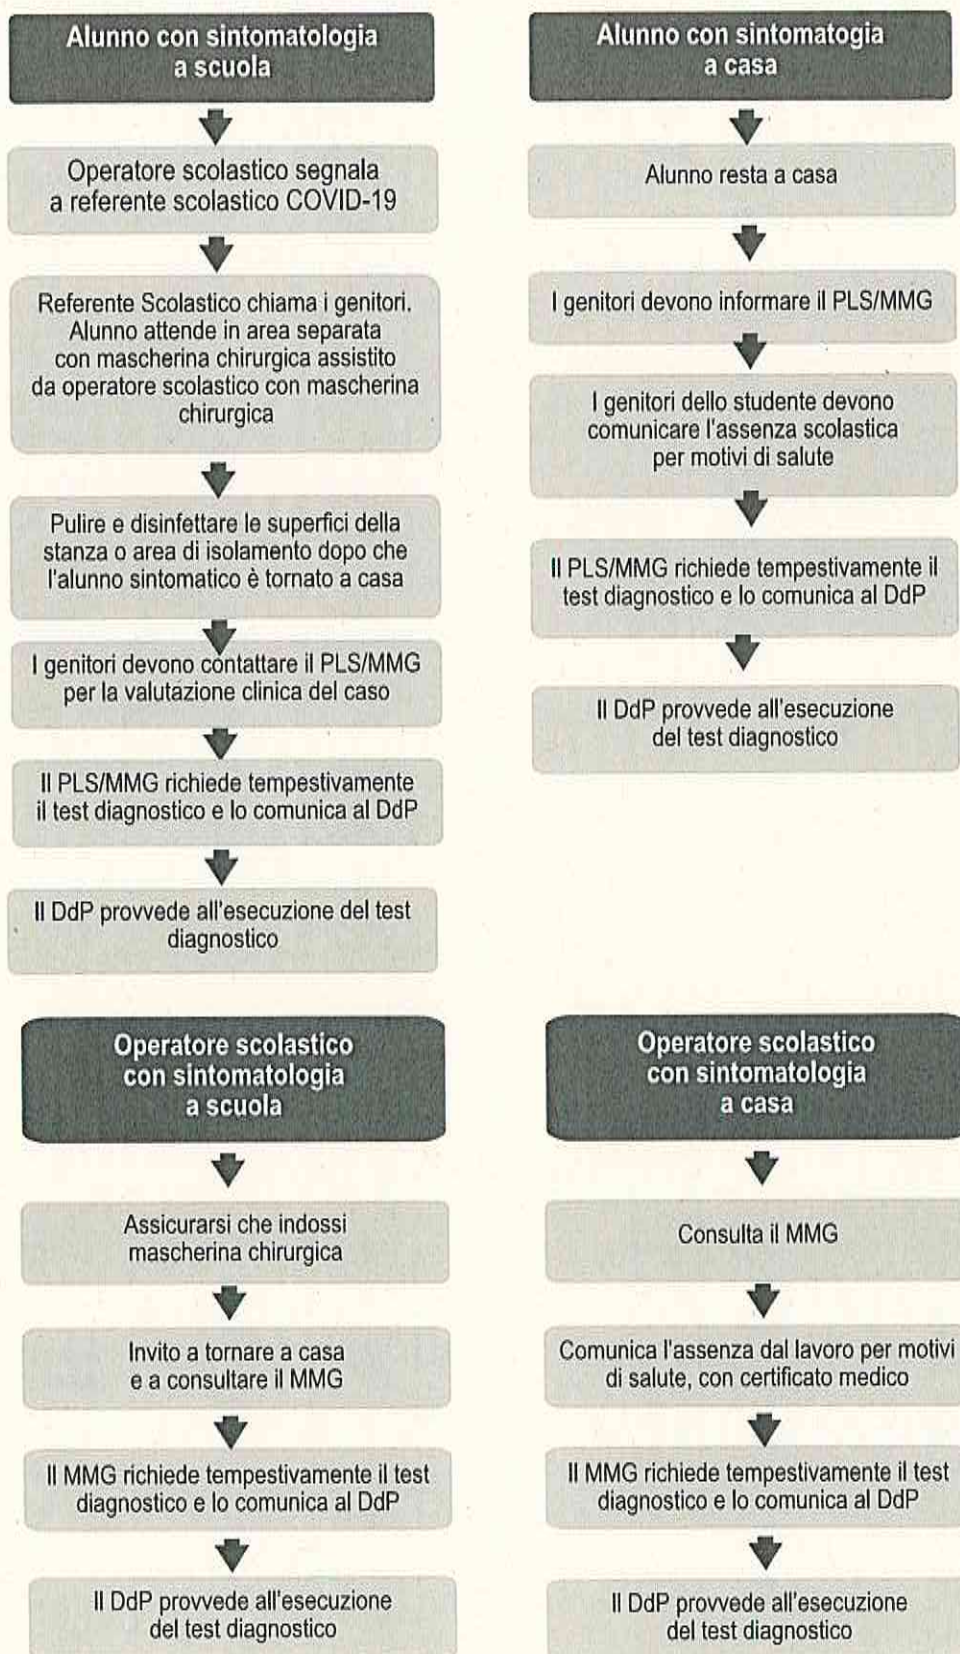 Alunno con sintomatologia
a scuola
Operatore scolastico segnala
a referente scolastico COVID-19
Referente Scolastico chiama i genitori.
Alunno attende in area separata
con mascherina chirurgica assistito
da operatore scolastico con mascherina
chirurgica
Pulire e disinfettare le superfici della
stanza o area di isolamento dopo che
l'alunno sintomatico è tornato a casa
I genitori devono contattare il PLS/MMG
per la valutazione clinica del caso
Il PLS/MMG richiede tempestivamente
il test diagnostico e lo comunica al DdP
Il DdP provvede all'esecuzione del test
diagnostico
Alunno con sintomatogia
a casa
Alunno resta a casa
I genitori devono informare il PLS/MMG
I genitori dello studente devono
comunicare l'assenza scolastica
per motivi di salute
Il PLS/MMG richiede tempestivamente il
test diagnostico e lo comunica al DdP
Il DdP provvede all'esecuzione
del test diagnostico
Operatore scolastico
con sintomatologia
a scuola
Assicurarsi che indossi
mascherina chirurgica
Invito a tornare a casa
e a consultare il MMG
Il MMG richiede tempestivamente il test
diagnostico e lo comunica al DdP
Il DdP provvede all'esecuzione
del test diagnostico
Operatore scolastico
con sintomatologia
a casa
Consulta il MMG
Comunica l'assenza dal lavoro per motivi
di salute, con certificato medico
Il MMG richiede tempestivamente il test
diagnostico e lo comunica al DdP
Il DdP provvede all'esecuzione
del test diagnostico